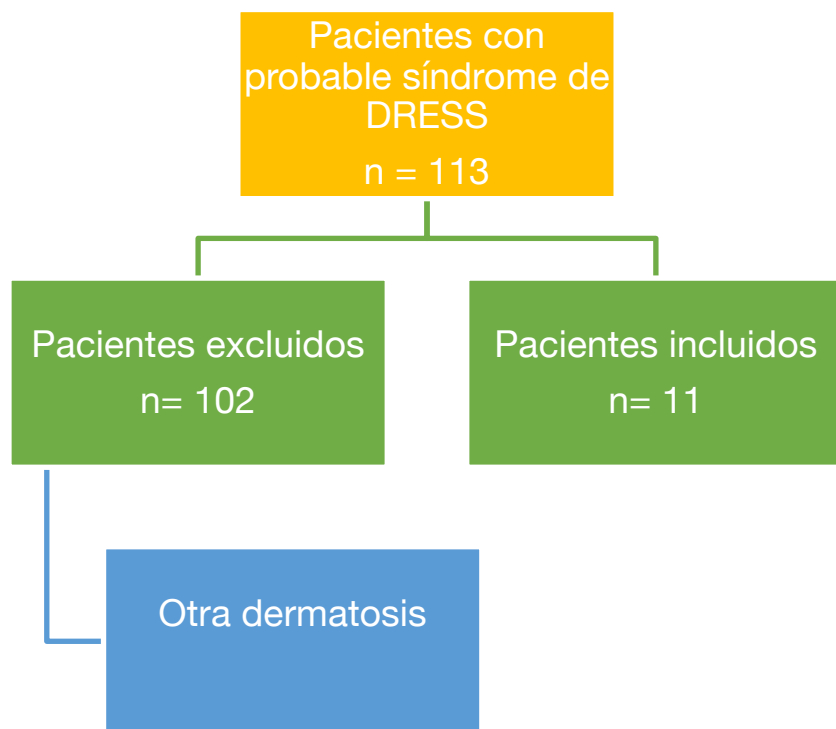 Pacientes con
probable síndrome de
DRESS
n = 113
Pacientes excluidos
n= 102
Pacientes incluidos
n= 11
Otra dermatosis